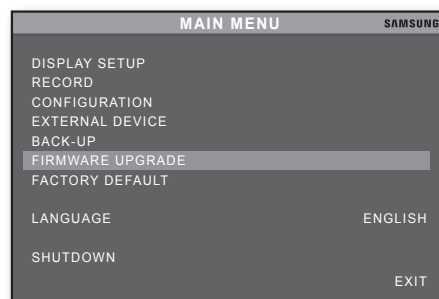 MAIN MENU SAMSUNG
DISPLAY SETUP
RECORD
CONFIGURATION
EXTERNAL DEVICE
BACK-UP
FIRMWARE UPGRADE
FACTORY DEFAULT
LANGUAGE ENGLISH
SHUTDOWN
EXIT